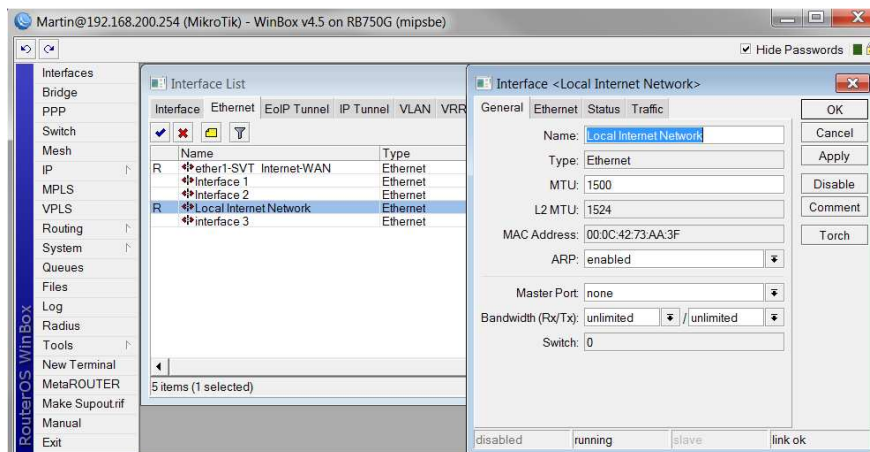 Martin@192.168.200.254 (MikroTik) - WinBox v4.5 on RB750G (mipsbe)
Hide Passwords
Interfaces
Bridge
PPP
Switch
Mesh
IP
MPLS
VPLS
Routing
System
Queues
Files
Log
Radius
Tools
New Terminal
MetaROUTER
Make Supout.rif
Manual
Exit
RouterOS WinBox
Interface List
Interface Ethernet EoIP Tunnel IP Tunnel VLAN VRR
Name Type
R ether1-SVT Internet-WAN Ethernet
Interface 1 Ethernet
Interface 2 Ethernet
R Local Internet Network Ethernet
interface 3 Ethernet
5 items (1 selected)
Interface <Local Internet Network>
General Ethernet Status Traffic
Name: Local Internet Network
Type: Ethernet
MTU: 1500
L2 MTU: 1524
MAC Address: 00:0C:42:73:AA:3F
ARP: enabled
Master Port: none
Bandwidth (Rx/Tx): unlimited / unlimited
Switch: 0
OK
Cancel
Apply
Disable
Comment
Torch
disabled running slave link ok